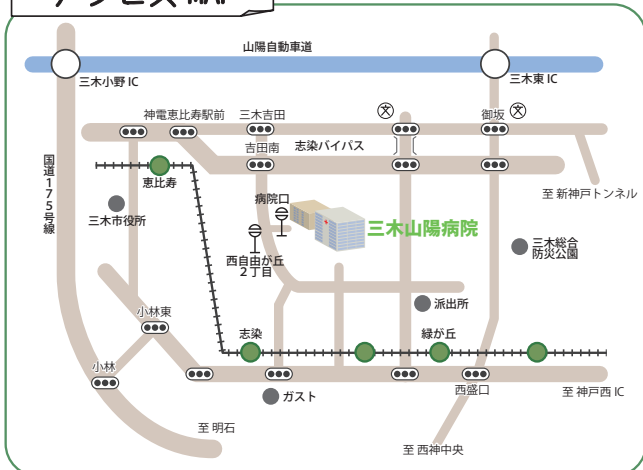 アクセスMAP
山陽自動車道
三木小野 IC
三木東 IC
神電恵比寿駅前
三木吉田
文
御坂
文
吉田南
志染バイパス
国道175号線
恵比寿
至 新神戸トンネル
病院口
三木市役所
三木山陽病院
西自由が丘
2丁目
三木総合
防災公園
派出所
小林東
志染
緑が丘
小林
西盛口
至 神戸西 IC
ガスト
至 明石
至 西神中央